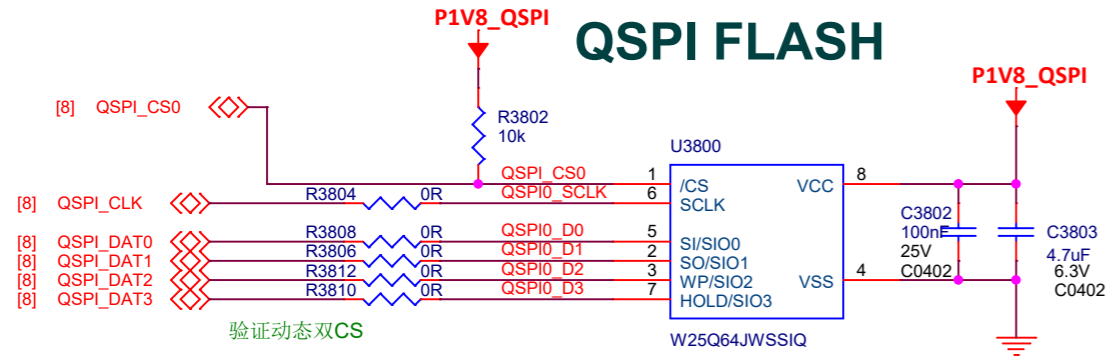 P1V8_QSPI
QSPI FLASH
P1V8_QSPI
[8] QSPI_CS0
R3802
10k
U3800
QSPI_CS0 1 /CS VCC 8
[8] QSPI_CLK R3804 0R QSPI0_SCLK 6 SCLK
C3802
100nF
25V
C0402
C3803
4.7uF
6.3V
C0402
[8] QSPI_DAT0 R3808 0R QSPI0_D0 5 SI/SIO0
[8] QSPI_DAT1 R3806 0R QSPI0_D1 2 SO/SIO1
[8] QSPI_DAT2 R3812 0R QSPI0_D2 3 WP/SIO2 VSS 4
[8] QSPI_DAT3 R3810 0R QSPI0_D3 7 HOLD/SIO3
验证动态双CS
W25Q64JWSSIQ